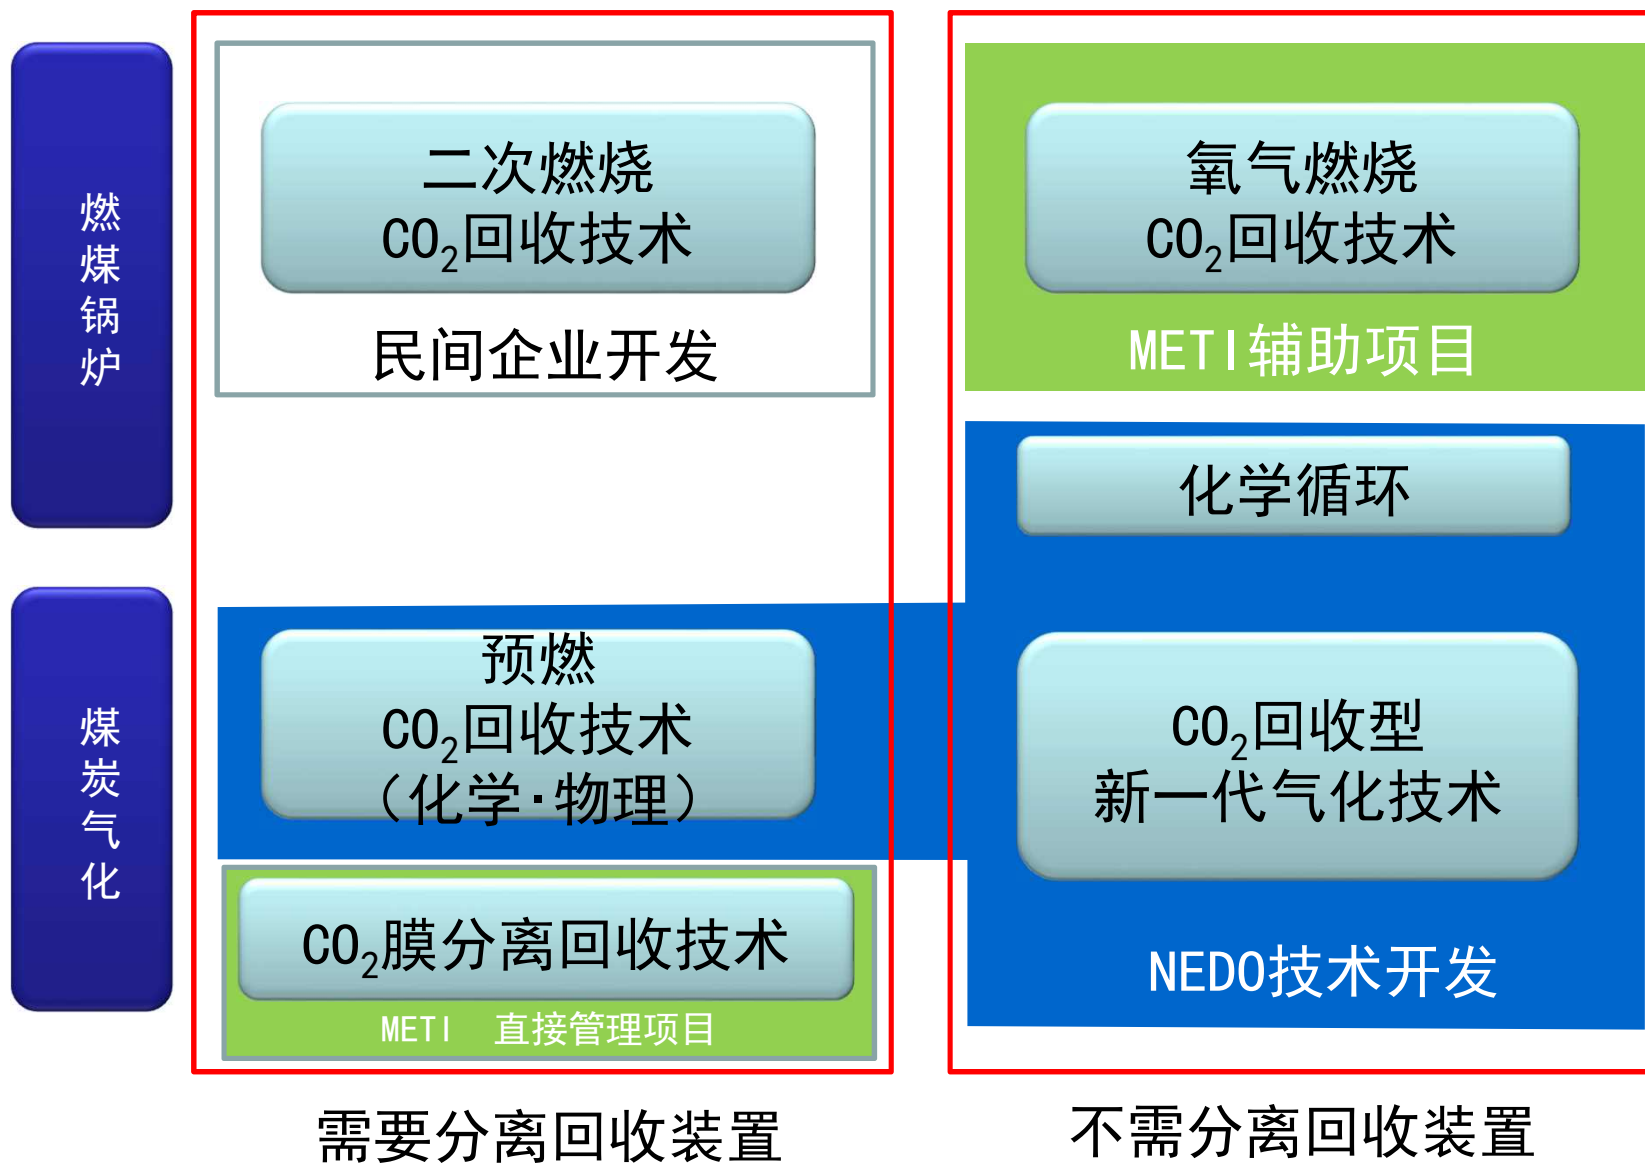 燃煤锅炉
二次燃烧
CO₂回收技术
民间企业开发
氧气燃烧
CO₂回收技术
METI辅助项目
化学循环
煤炭气化
预燃
CO₂回收技术
（化学·物理）
CO₂回收型
新一代气化技术
CO₂膜分离回收技术
METI 直接管理项目
NEDO技术开发
需要分离回收装置
不需分离回收装置